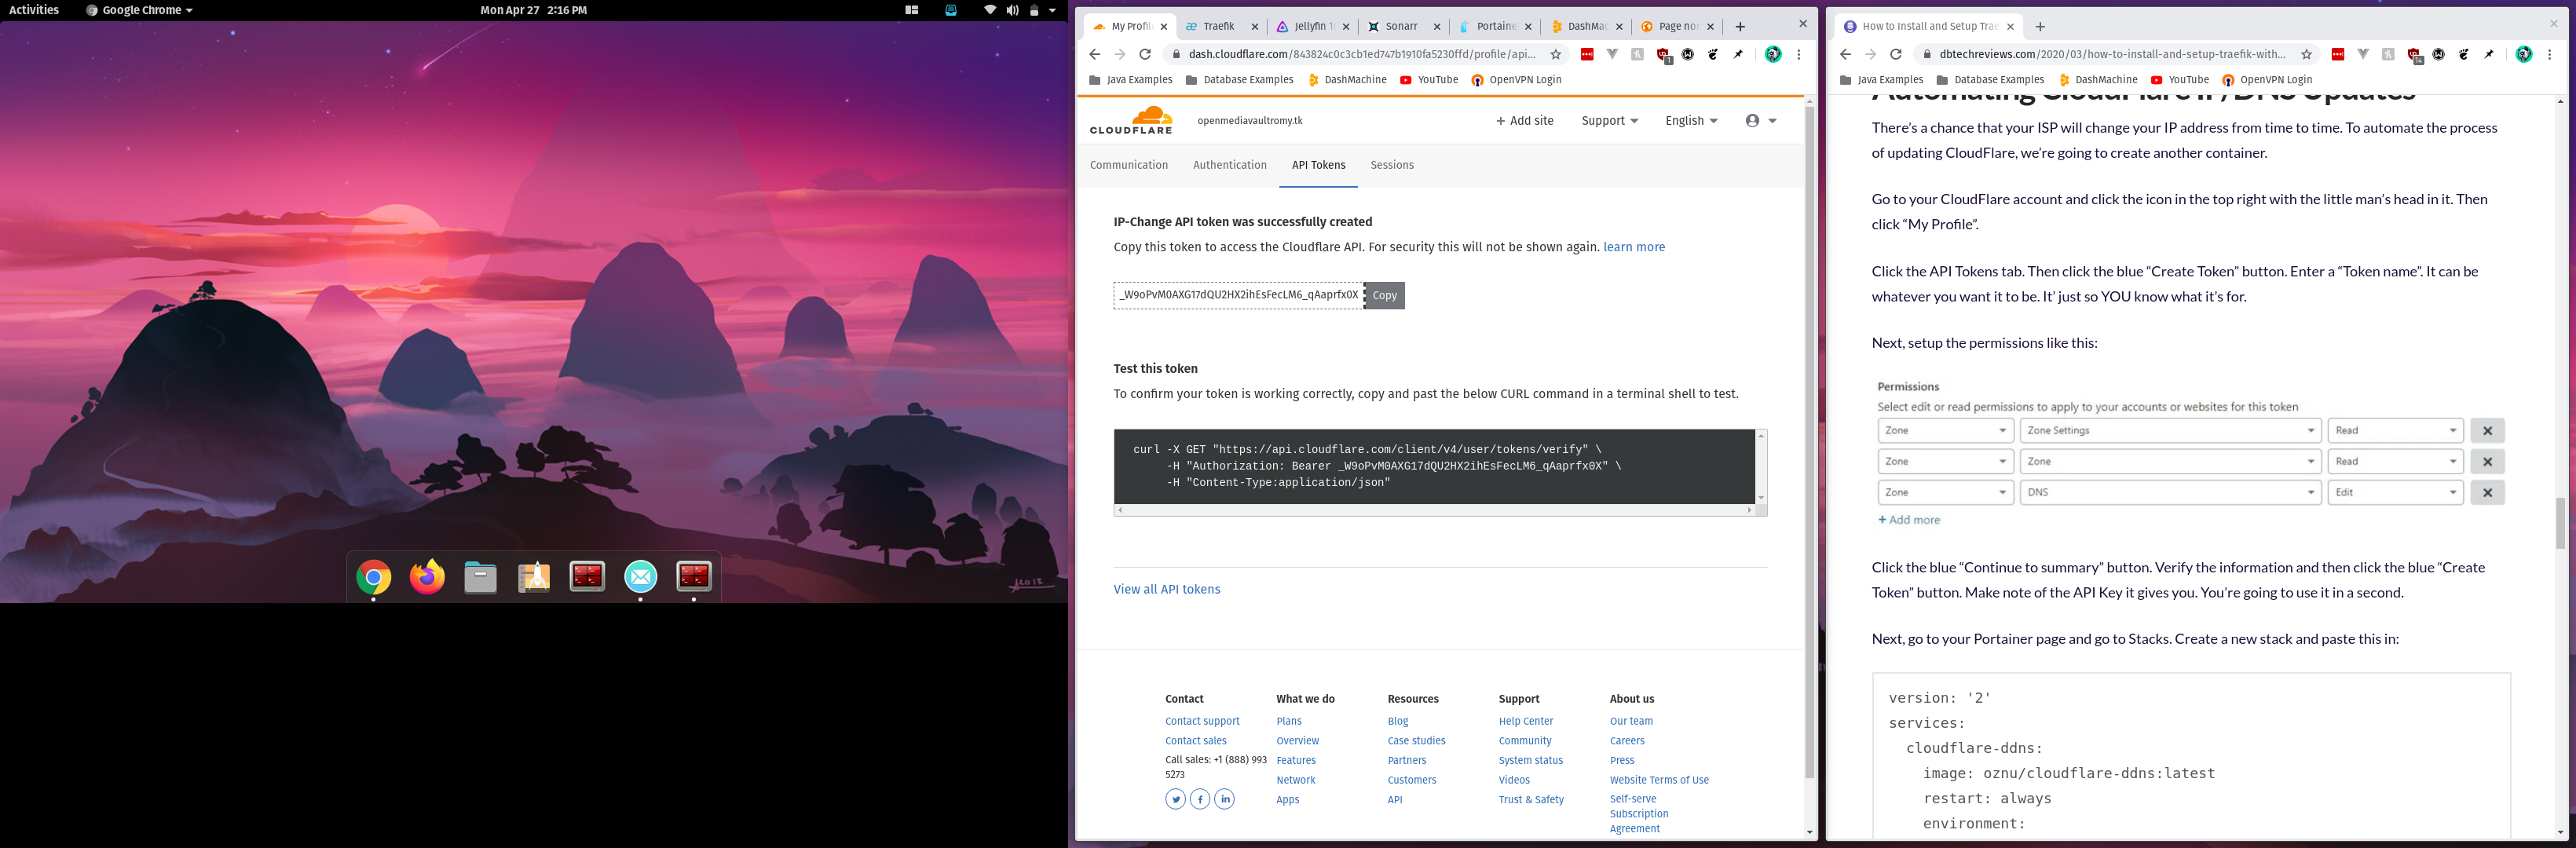 Activities
Google Chrome
Mon Apr 27 2:16 PM
My Profil
Traefik
Jellyfin
Sonarr
Portaine
DashMac
Page no
dash.cloudflare.com/843824c0c3cb1ed747b1910fa5230ffd/profile/api...
Java Examples
Database Examples
DashMachine
YouTube
OpenVPN Login
CLOUDFLARE
openmediavaultromy.tk
+ Add site
Support
English
Communication
Authentication
API Tokens
Sessions
IP-Change API token was successfully created
Copy this token to access the Cloudflare API. For security this will not be shown again. learn more
_W9oPvM0AXG17dQU2HX2ihEsFecLM6_qAaprfx0X
Copy
Test this token
To confirm your token is working correctly, copy and past the below CURL command in a terminal shell to test.
curl -X GET "https://api.cloudflare.com/client/v4/user/tokens/verify" \
-H "Authorization: Bearer _W9oPvM0AXG17dQU2HX2ihEsFecLM6_qAaprfx0X" \
-H "Content-Type:application/json"
View all API tokens
Contact
Contact support
Contact sales
Call sales: +1 (888) 993
5273
What we do
Plans
Overview
Features
Network
Apps
Resources
Blog
Case studies
Partners
Customers
API
Support
Help Center
Community
System status
Videos
Trust & Safety
About us
Our team
Careers
Press
Website Terms of Use
Self-serve
Subscription
Agreement
How to Install and Setup Trae
dbtechreviews.com/2020/03/how-to-install-and-setup-traefik-with...
14
Java Examples
Database Examples
DashMachine
YouTube
OpenVPN Login
Automating CloudFlare IP/DNS Updates
There's a chance that your ISP will change your IP address from time to time. To automate the process
of updating CloudFlare, we're going to create another container.
Go to your CloudFlare account and click the icon in the top right with the little man's head in it. Then
click “My Profile”.
Click the API Tokens tab. Then click the blue “Create Token” button. Enter a “Token name”. It can be
whatever you want it to be. It’ just so YOU know what it’s for.
Next, setup the permissions like this:
Permissions
Select edit or read permissions to apply to your accounts or websites for this token
Zone
Zone Settings
Read
Zone
Zone
Read
Zone
DNS
Edit
+ Add more
Click the blue “Continue to summary” button. Verify the information and then click the blue “Create
Token” button. Make note of the API Key it gives you. You’re going to use it in a second.
Next, go to your Portainer page and go to Stacks. Create a new stack and paste this in:
version: '2'
services:
cloudflare-ddns:
image: oznu/cloudflare-ddns:latest
restart: always
environment: